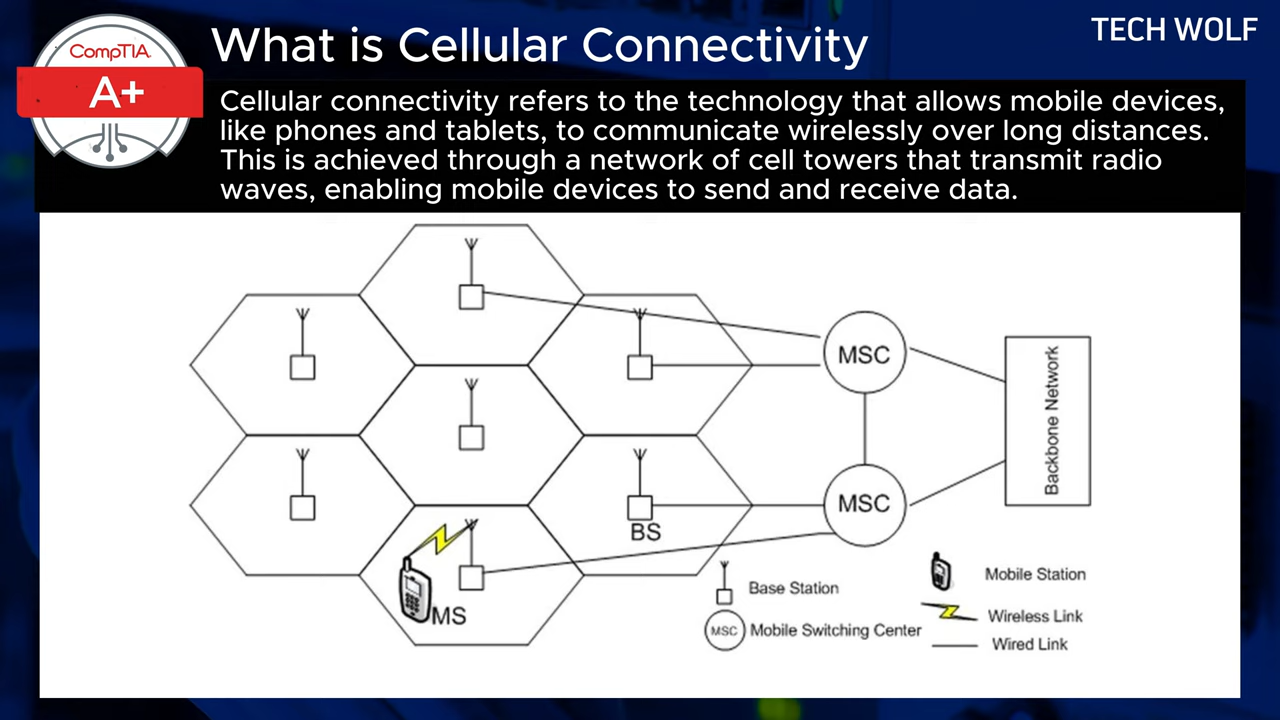 CompTIA.
A+
What is Cellular Connectivity
TECH WOLF
Cellular connectivity refers to the technology that allows mobile devices,
like phones and tablets, to communicate wirelessly over long distances.
This is achieved through a network of cell towers that transmit radio
waves, enabling mobile devices to send and receive data.
MSC
Backbone Network
MSC
BS
MS
Base Station
MSC
Mobile Switching Center
Mobile Station
Wireless Link
Wired Link